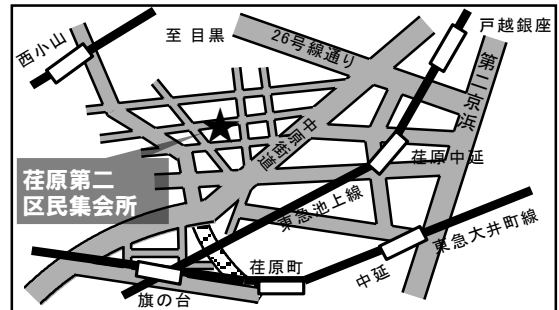 西小山
至 目黒
26号線通り
戸越銀座
第二京浜
中原街道
荏原中延
荏原第二
区民集会所
東急池上線
東急大井町線
荏原町
中延
旗の台